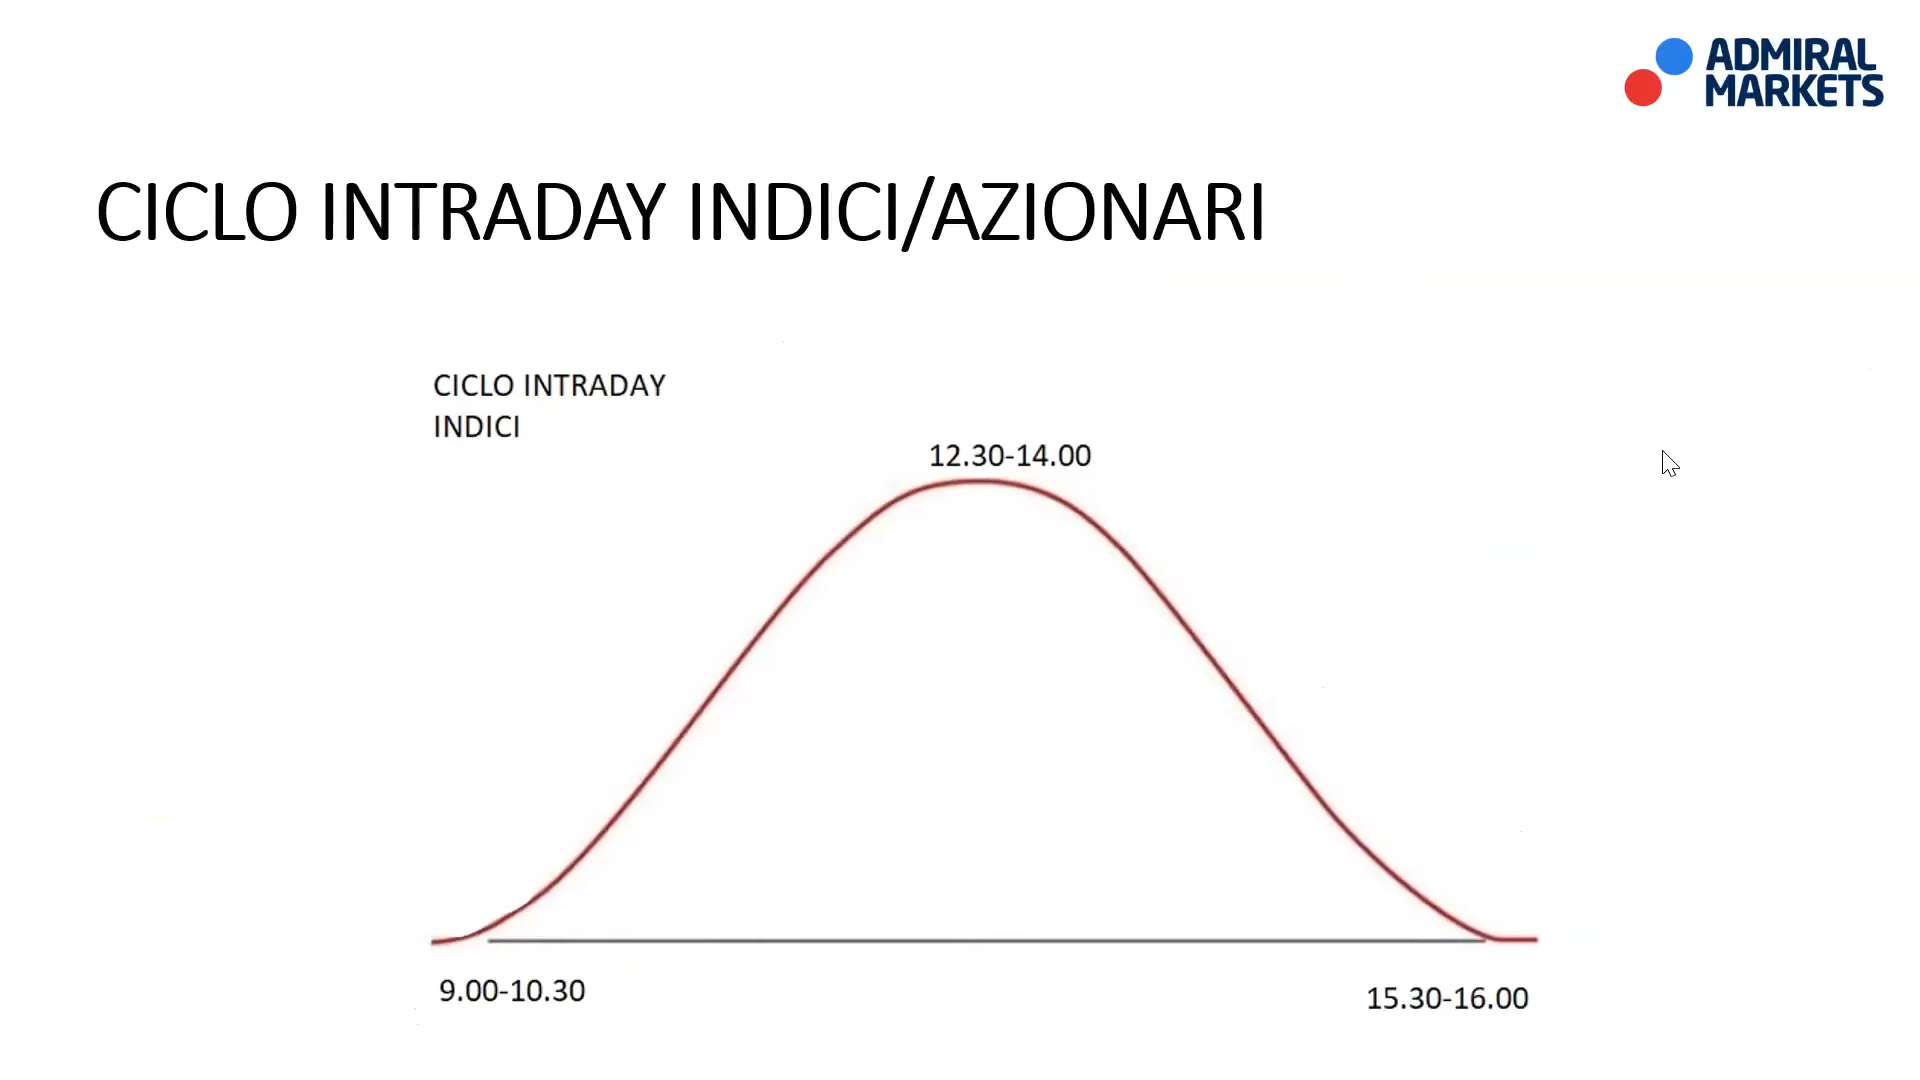 ADMIRAL
MARKETS
CICLO INTRADAY INDICI/AZIONARI
CICLO INTRADAY
INDICI
12.30-14.00
9.00-10.30
15.30-16.00